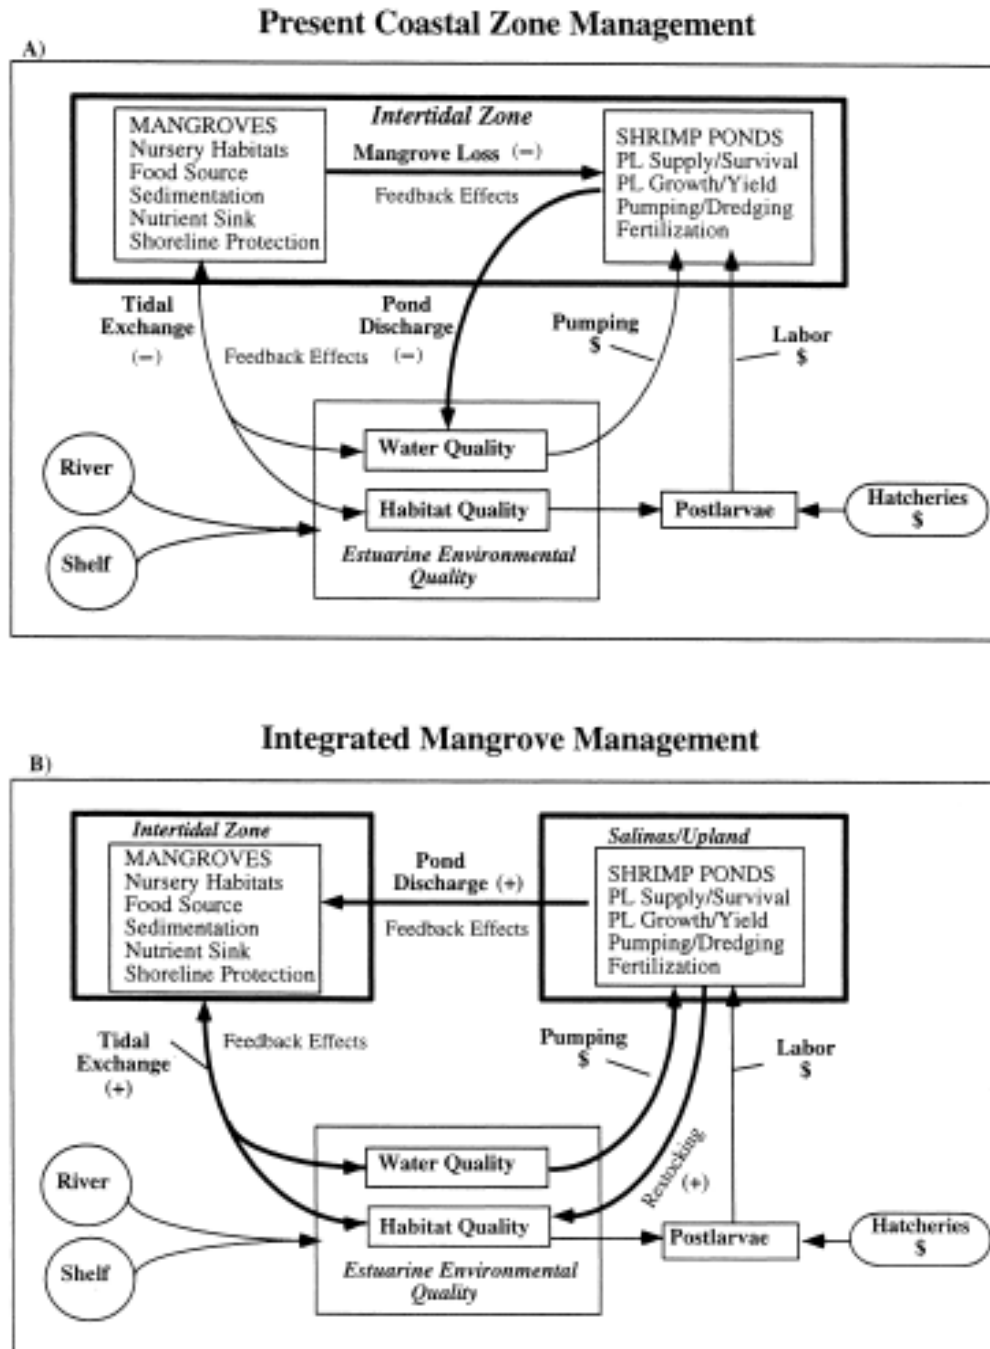 Present Coastal Zone Management
A)
Intertidal Zone
MANGROVES
Nursery Habitats
Food Source
Sedimentation
Nutrient Sink
Shoreline Protection
Mangrove Loss (−)
Feedback Effects
SHRIMP PONDS
PL Supply/Survival
PL Growth/Yield
Pumping/Dredging
Fertilization
Tidal
Exchange
(−)
Feedback Effects
Pond
Discharge
(−)
Pumping
$
Labor
$
River
Shelf
Water Quality
Habitat Quality
Estuarine Environmental
Quality
Postlarvae
Hatcheries
$
Integrated Mangrove Management
B)
Intertidal Zone
MANGROVES
Nursery Habitats
Food Source
Sedimentation
Nutrient Sink
Shoreline Protection
Pond
Discharge (+)
Feedback Effects
Salinas/Upland
SHRIMP PONDS
PL Supply/Survival
PL Growth/Yield
Pumping/Dredging
Fertilization
Tidal
Exchange
(+)
Feedback Effects
Pumping
$
Labor
$
Restocking
(+)
River
Shelf
Water Quality
Habitat Quality
Estuarine Environmental
Quality
Postlarvae
Hatcheries
$